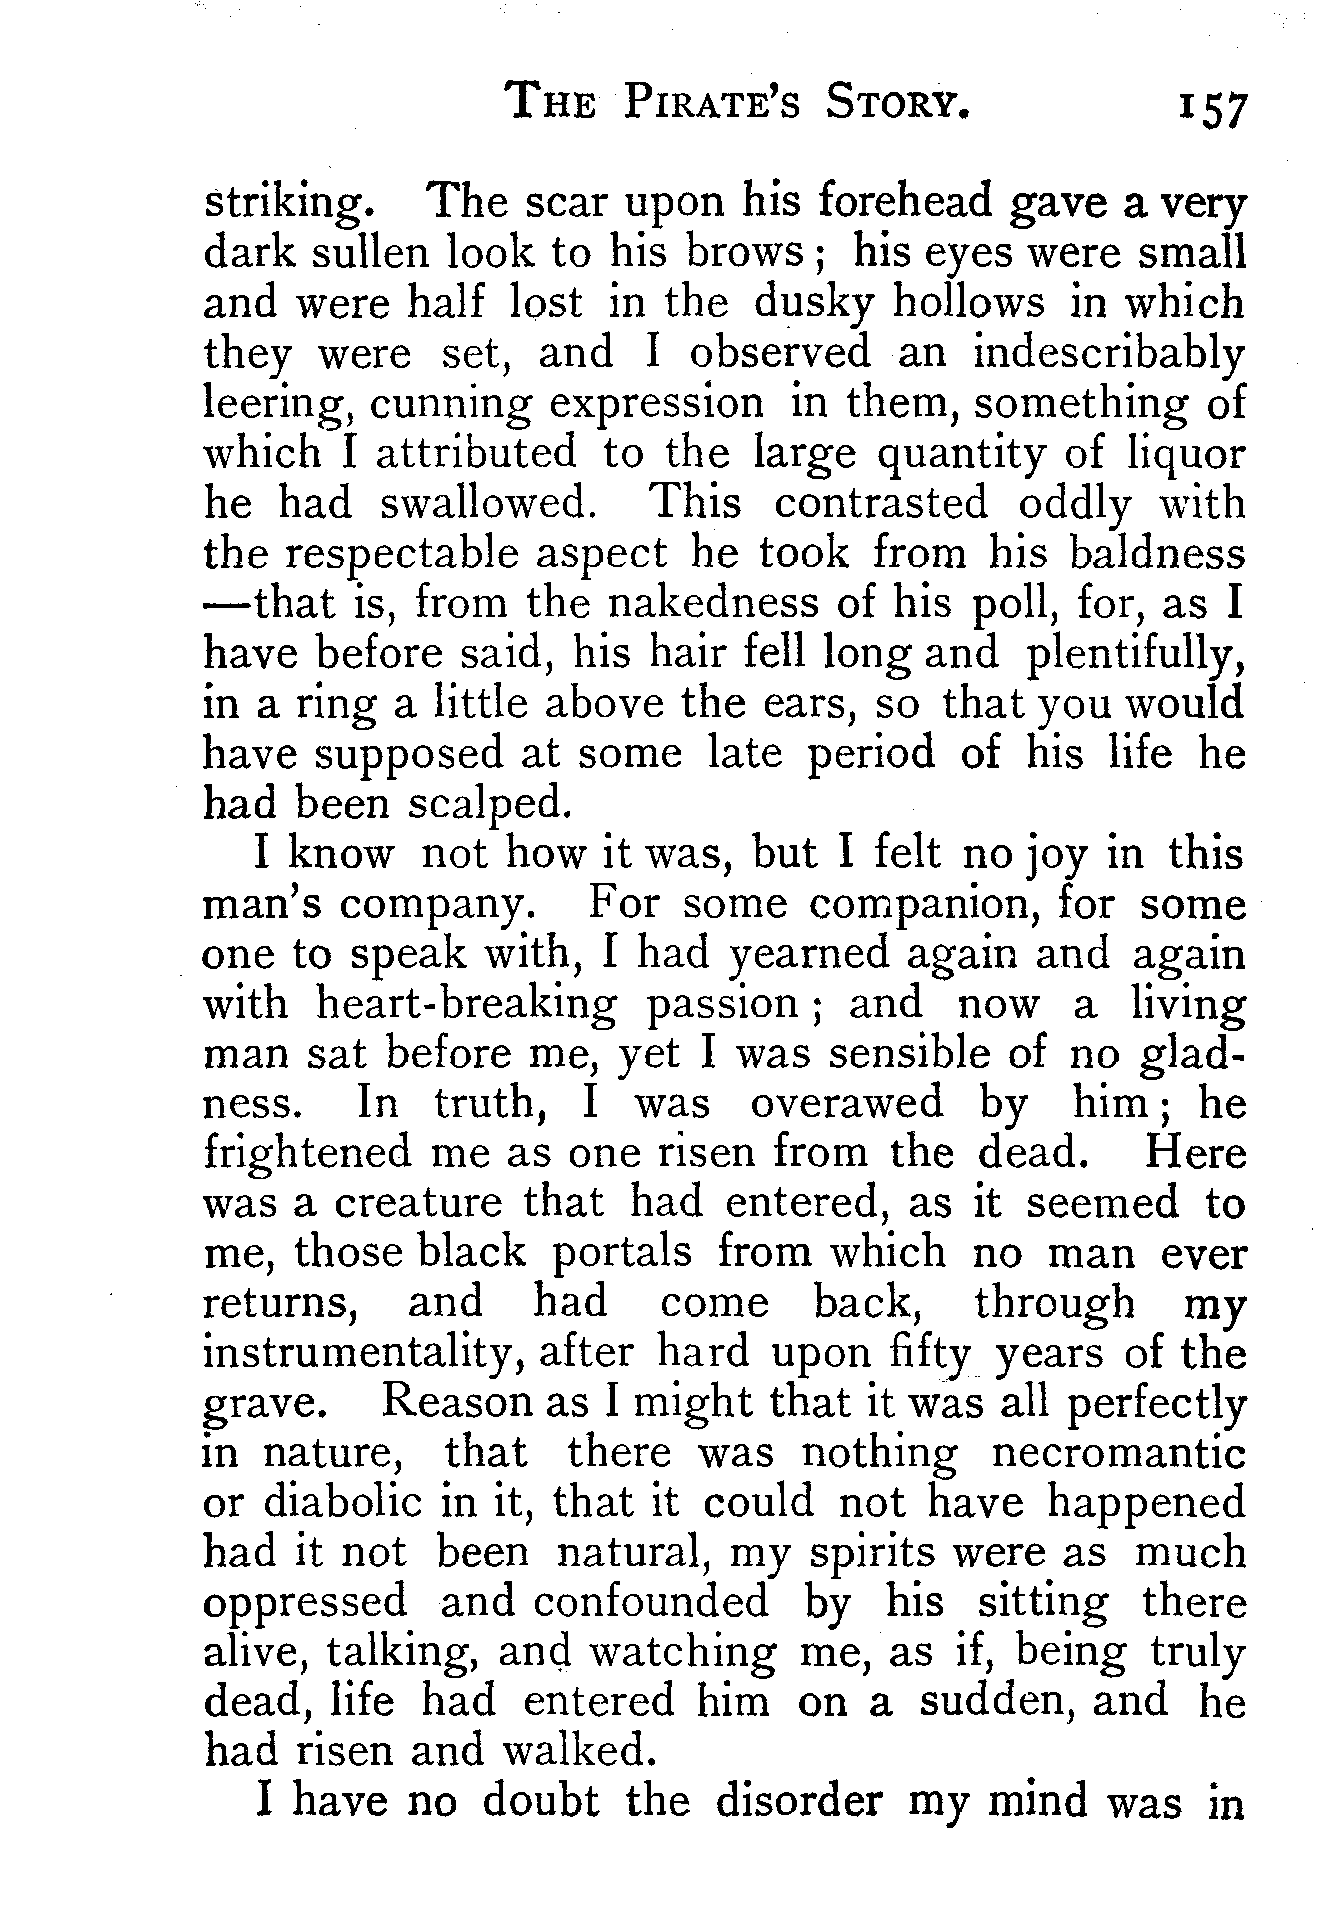 THE PIRATE'S STORY. 157
striking. The scar upon his forehead gave a very
dark sullen look to his brows ; his eyes were small
and were half lost in the dusky hollows in which
they were set, and I observed an indescribably
leering, cunning expression in them, something of
which I attributed to the large quantity of liquor
he had swallowed. This contrasted oddly with
the respectable aspect he took from his baldness
—that is, from the nakedness of his poll, for, as I
have before said, his hair fell long and plentifully,
in a ring a little above the ears, so that you would
have supposed at some late period of his life he
had been scalped.
I know not how it was, but I felt no joy in this
man's company. For some companion, for some
one to speak with, I had yearned again and again
with heart-breaking passion ; and now a living
man sat before me, yet I was sensible of no glad-
ness. In truth, I was overawed by him ; he
frightened me as one risen from the dead. Here
was a creature that had entered, as it seemed to
me, those black portals from which no man ever
returns, and had come back, through my
instrumentality, after hard upon fifty years of the
grave. Reason as I might that it was all perfectly
in nature, that there was nothing necromantic
or diabolic in it, that it could not have happened
had it not been natural, my spirits were as much
oppressed and confounded by his sitting there
alive, talking, and watching me, as if, being truly
dead, life had entered him on a sudden, and he
had risen and walked.
I have no doubt the disorder my mind was in